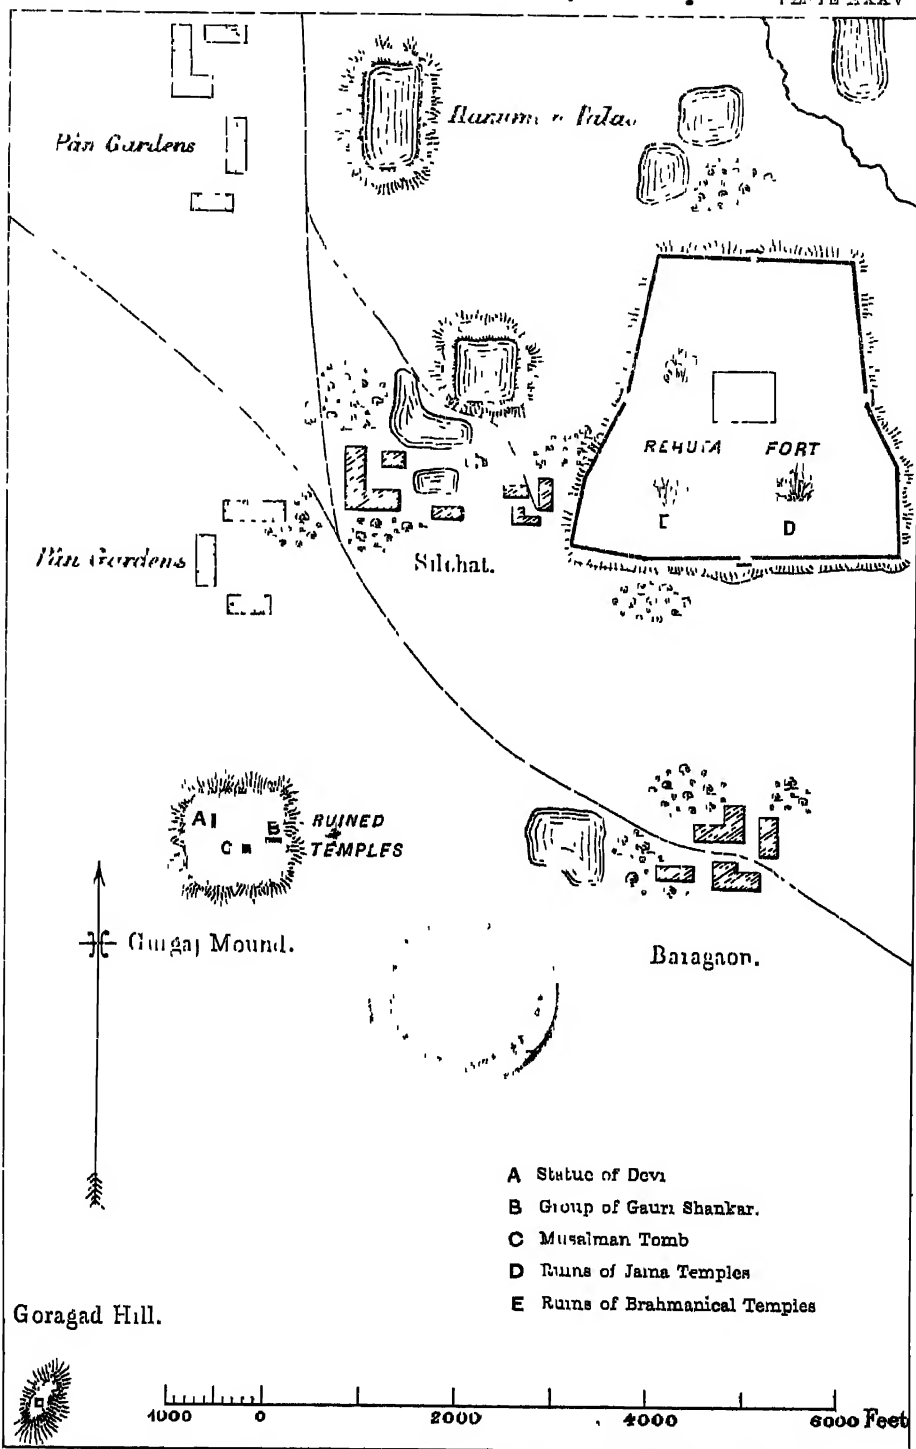 Pân Gardens
REHUTA FORT
E D
Pân Gardens
Silchat.
A B RUINED
C TEMPLES
Gurgaj Mound.
Baragaon.
A Statue of Devi
B Group of Gauri Shankar.
C Musalman Tomb
D Ruins of Jaina Temples
E Ruins of Brahmanical Temples
Goragad Hill.
1000 0 2000 4000 6000 Feet